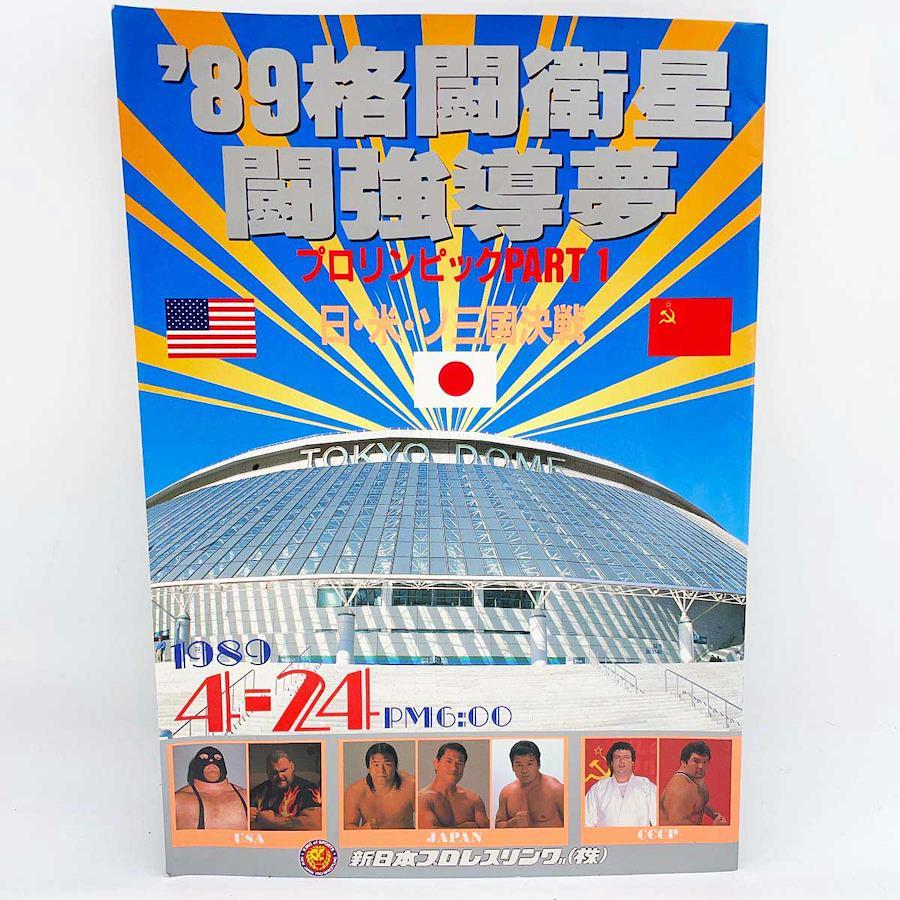 '89格闘衛星
闘強導夢
プロリンピックPART 1
日・米・ソ三国決戦
TOKYO DOME
1989
4-24 PM6:00
USA
JAPAN
CCCP
新日本プロレスリング(株)